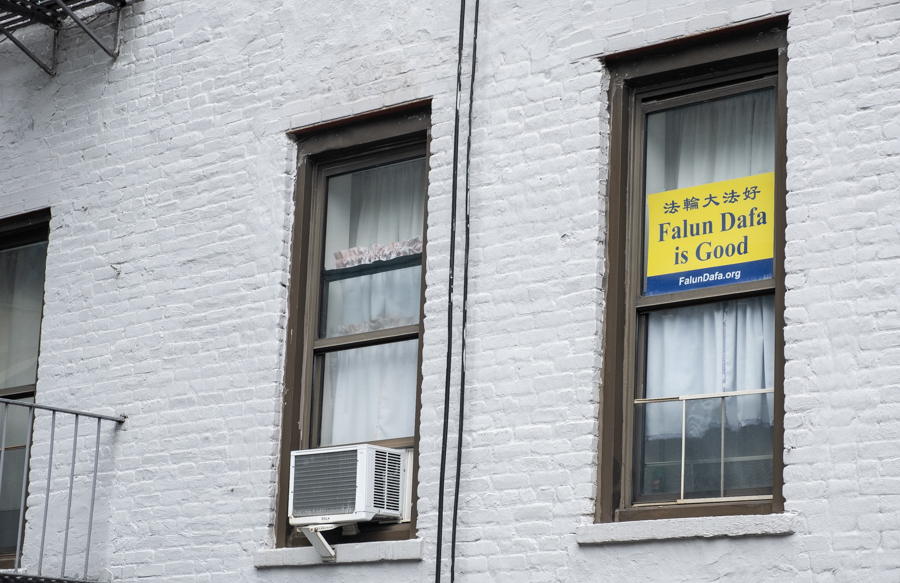 法輪大法好
Falun Dafa
is Good
FalunDafa.org